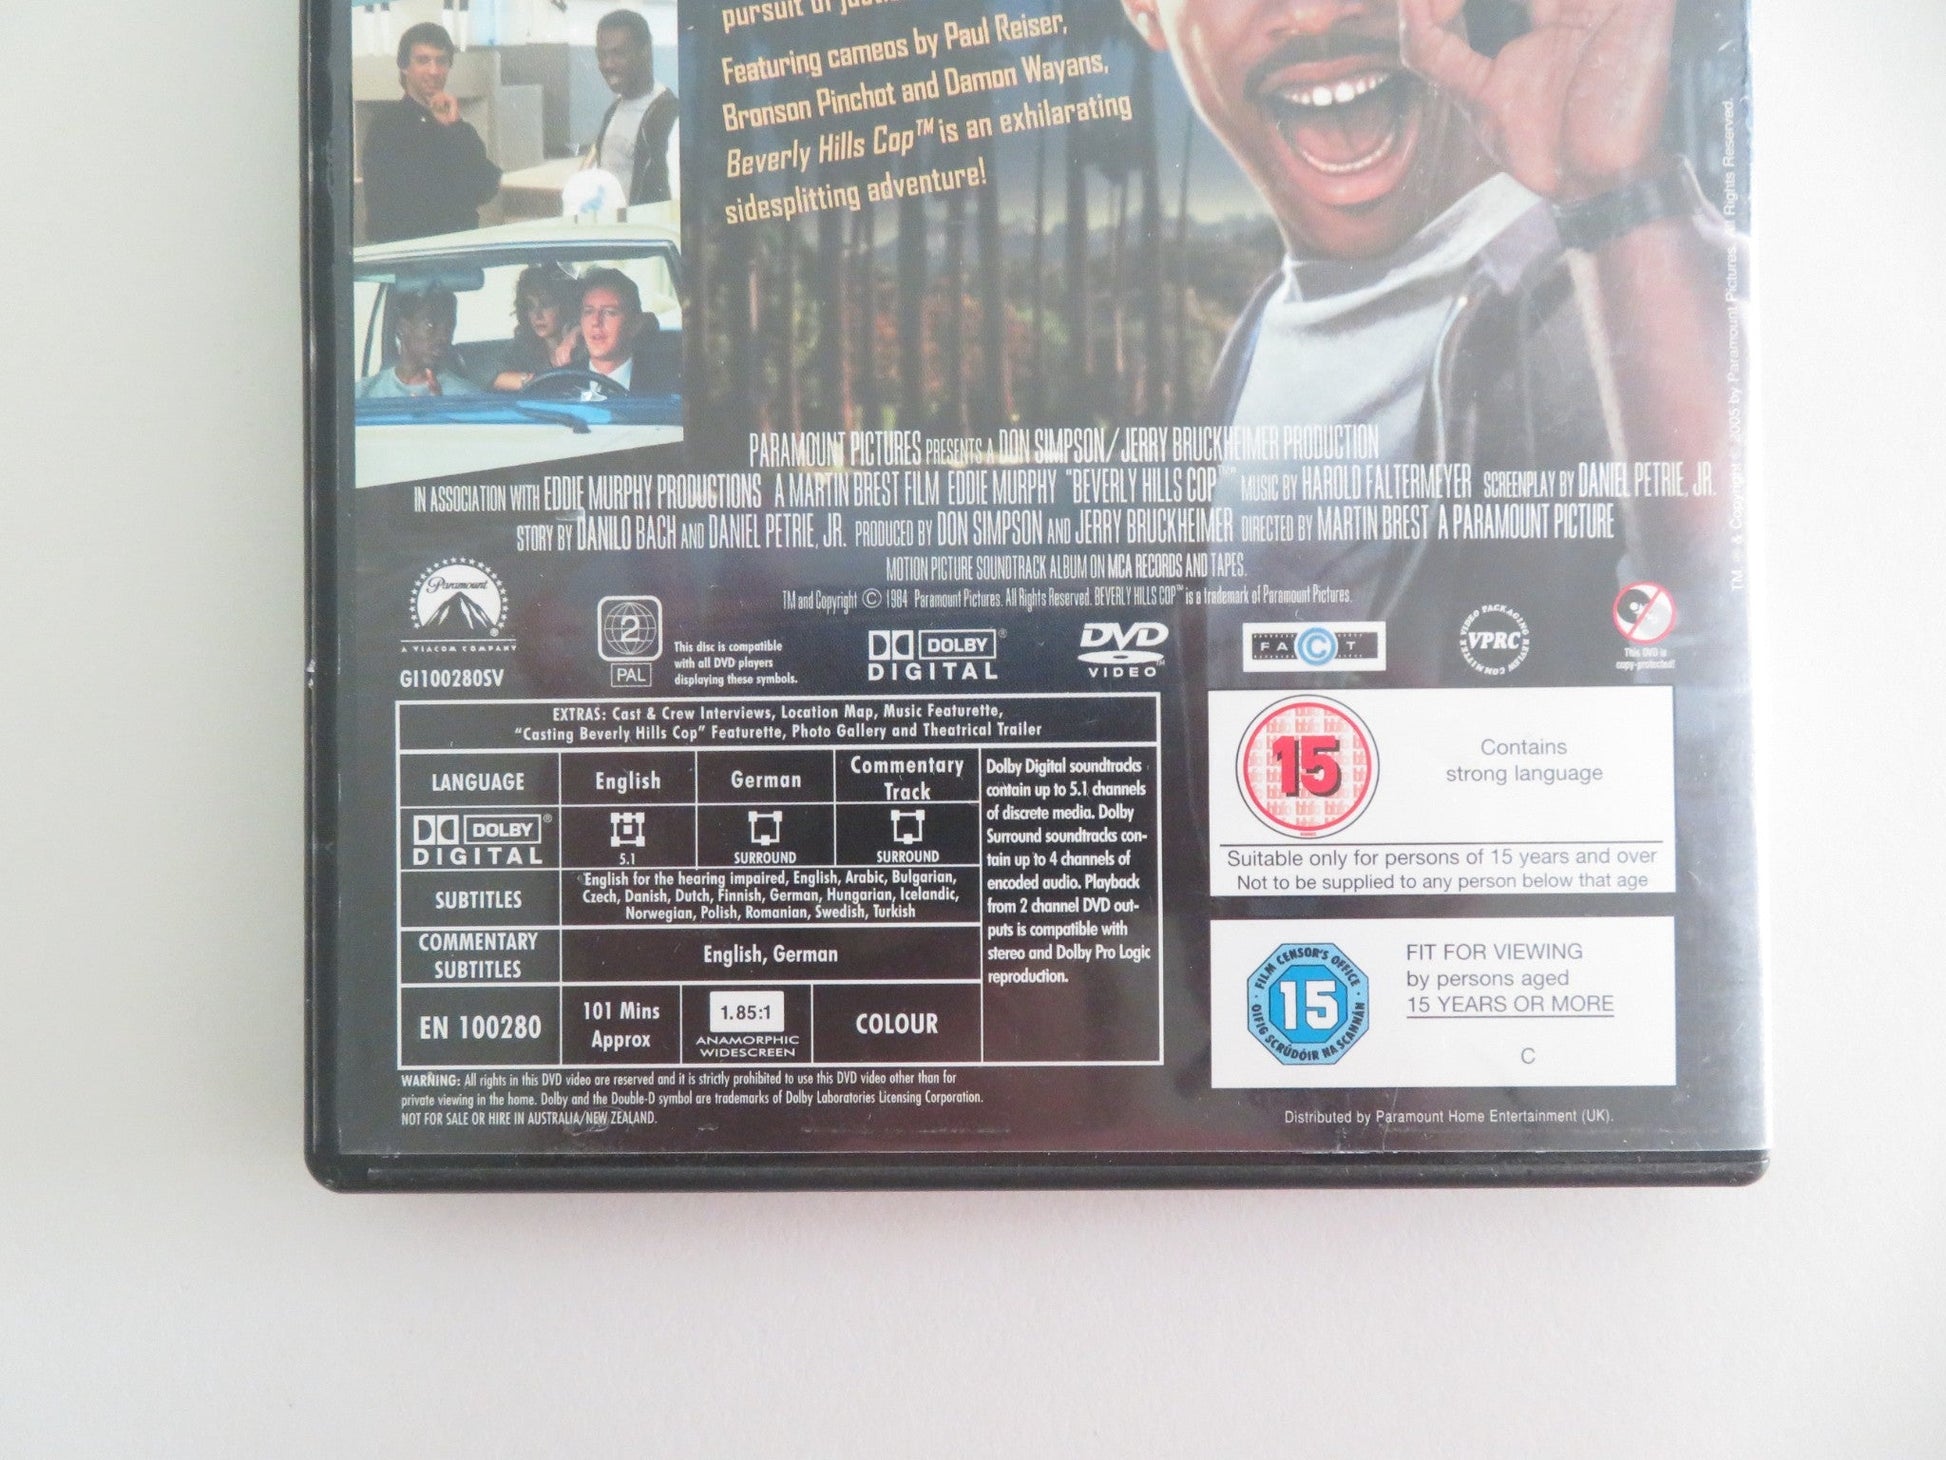 pursuit of
Featuring cameos by Paul Reiser,
Bronson Pinchot and Damon Wayans,
Beverly Hills Cop™ is an exhilarating
sidesplitting adventure!
PARAMOUNT PICTURES PRESENTS A DON SIMPSON/JERRY BRUCKHEIMER PRODUCTION
IN ASSOCIATION WITH EDDIE MURPHY PRODUCTIONS A MARTIN BREST FILM EDDIE MURPHY "BEVERLY HILLS COP™" MUSIC BY HAROLD FALTERMEYER SCREENPLAY BY DANIEL PETRIE, JR.
STORY BY DANILO BACH AND DANIEL PETRIE, JR. PRODUCED BY DON SIMPSON AND JERRY BRUCKHEIMER DIRECTED BY MARTIN BREST A PARAMOUNT PICTURE
MOTION PICTURE SOUNDTRACK ALBUM ON MCA RECORDS AND TAPES.
TM and Copyright © 1984 Paramount Pictures. All Rights Reserved. BEVERLY HILLS COP™ is a trademark of Paramount Pictures.
Paramount
®
A VIACOM COMPANY
GI100280SV
2
PAL
This disc is compatible
with all DVD players
displaying these symbols.
DOLBY®
DIGITAL
DVD
VIDEO™
FACT
C
VIDEO PACKAGING REVIEW COMMITTEE
VPRC
This DVD is
copy-protected!
TM ® & Copyright © 2005 by Paramount Pictures. All Rights Reserved.
EXTRAS: Cast & Crew Interviews, Location Map, Music Featurette,
"Casting Beverly Hills Cop" Featurette, Photo Gallery and Theatrical Trailer
LANGUAGE
English
German
Commentary
Track
DOLBY®
DIGITAL
5.1
SURROUND
SURROUND
SUBTITLES
English for the hearing impaired, English, Arabic, Bulgarian,
Czech, Danish, Dutch, Finnish, German, Hungarian, Icelandic,
Norwegian, Polish, Romanian, Swedish, Turkish
COMMENTARY
SUBTITLES
English, German
EN 100280
101 Mins
Approx
1.85:1
ANAMORPHIC
WIDESCREEN
COLOUR
Dolby Digital soundtracks
contain up to 5.1 channels
of discrete media. Dolby
Surround soundtracks con-
tain up to 4 channels of
encoded audio. Playback
from 2 channel DVD out-
puts is compatible with
stereo and Dolby Pro Logic
reproduction.
WARNING: All rights in this DVD video are reserved and it is strictly prohibited to use this DVD video other than for
private viewing in the home. Dolby and the Double-D symbol are trademarks of Dolby Laboratories Licensing Corporation.
NOT FOR SALE OR HIRE IN AUSTRALIA/NEW ZEALAND.
15
Contains
strong language
Suitable only for persons of 15 years and over
Not to be supplied to any person below that age
FILM CENSOR'S OFFICE
15
OIFIG SCRÚDÓIR NA SCANNÁN
FIT FOR VIEWING
by persons aged
15 YEARS OR MORE
C
Distributed by Paramount Home Entertainment (UK).